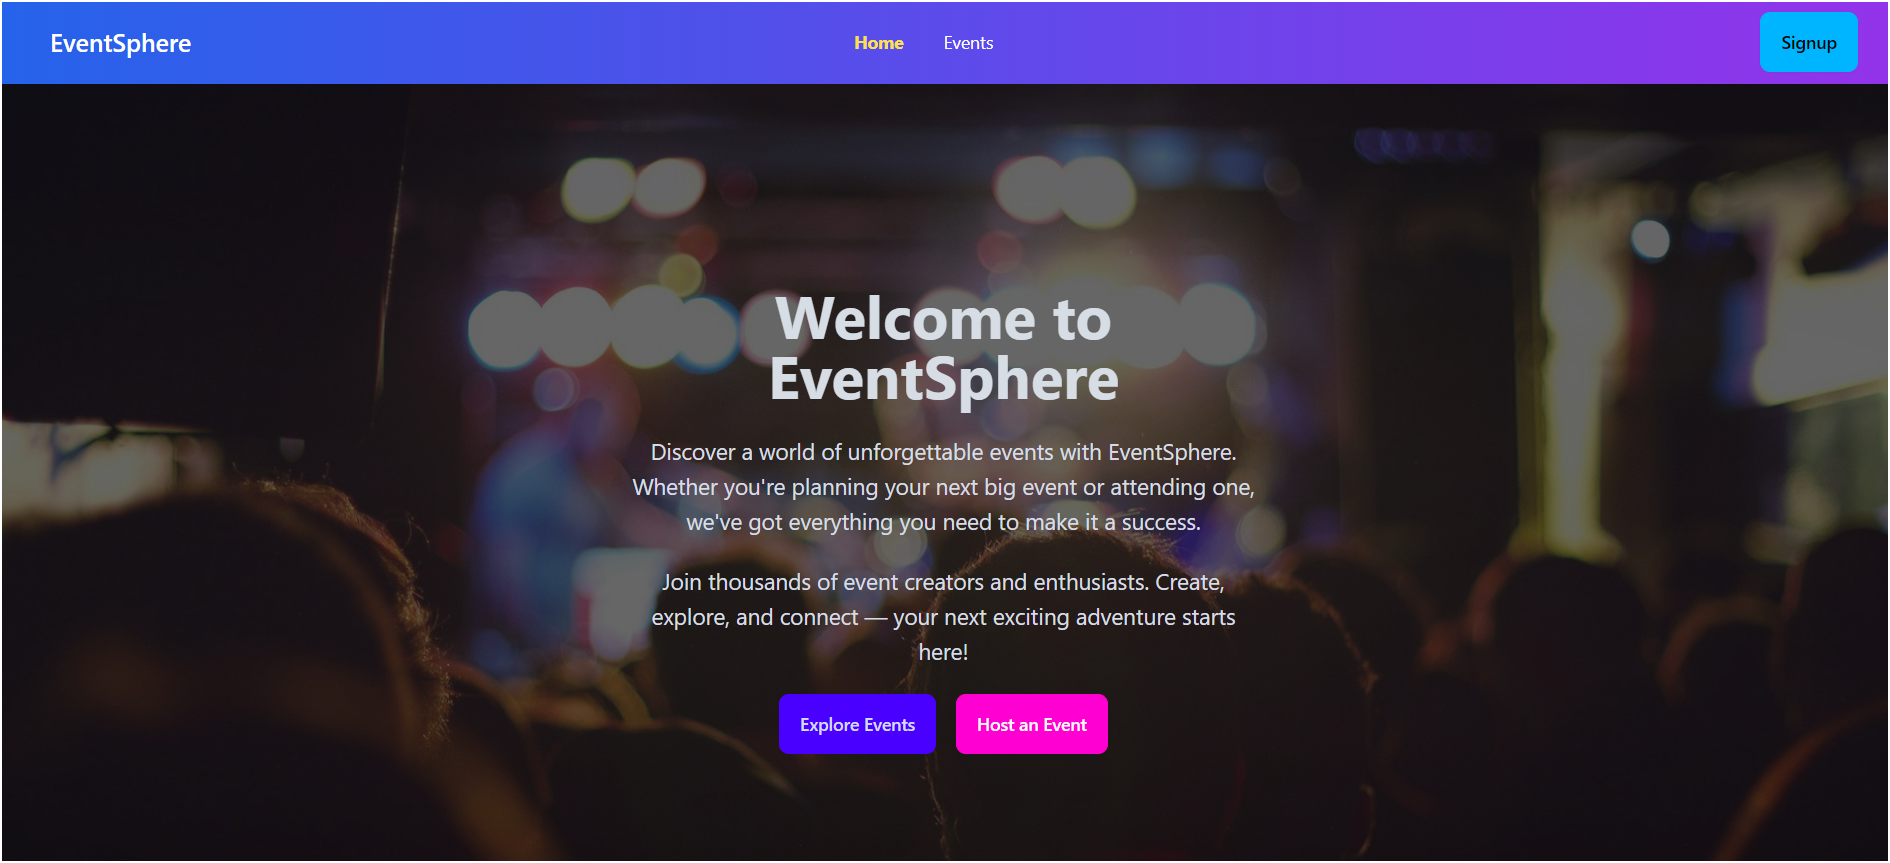 EventSphere
Home
Events
Signup
Welcome to
EventSphere
Discover a world of unforgettable events with EventSphere.
Whether you're planning your next big event or attending one,
we've got everything you need to make it a success.
Join thousands of event creators and enthusiasts. Create,
explore, and connect — your next exciting adventure starts
here!
Explore Events
Host an Event